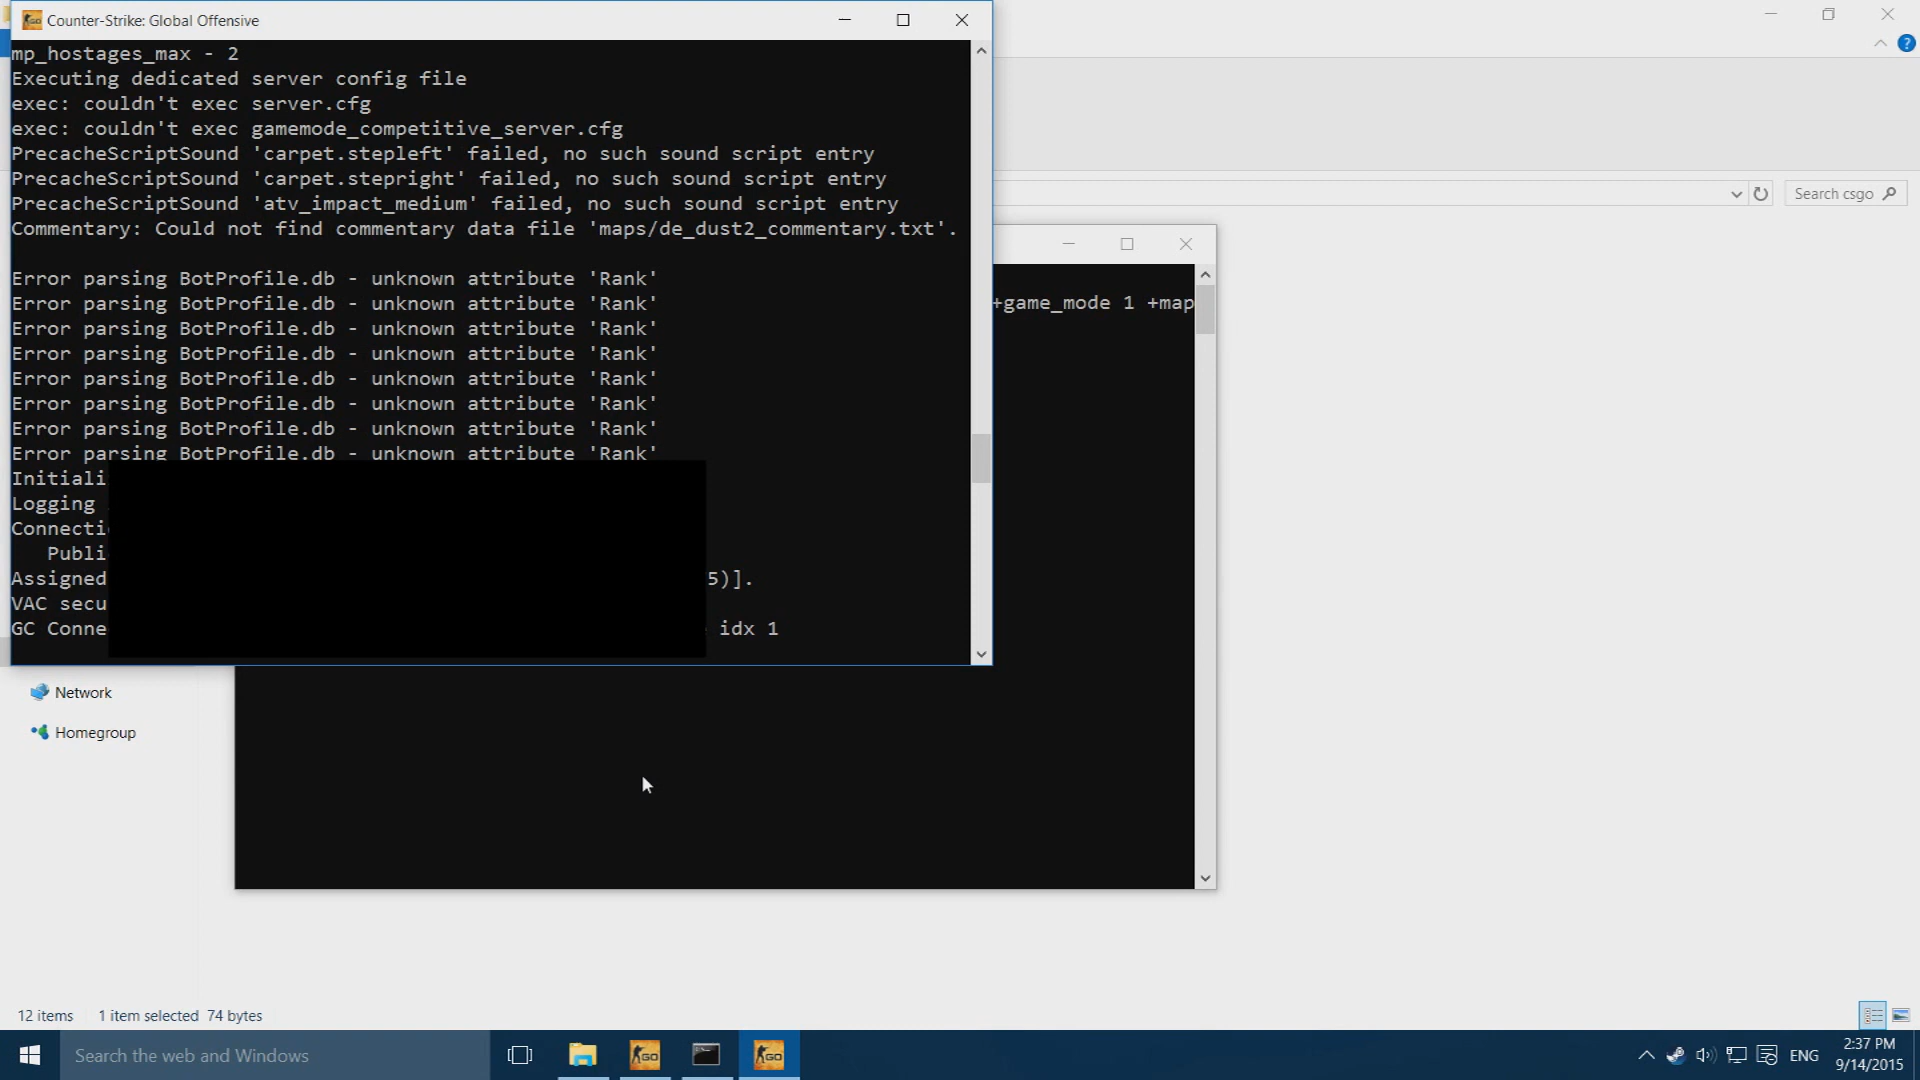 Counter-Strike: Global Offensive
mp_hostages_max - 2
Executing dedicated server config file
exec: couldn't exec server.cfg
exec: couldn't exec gamemode_competitive_server.cfg
PrecacheScriptSound 'carpet.stepleft' failed, no such sound script entry
PrecacheScriptSound 'carpet.stepright' failed, no such sound script entry
PrecacheScriptSound 'atv_impact_medium' failed, no such sound script entry
Commentary: Could not find commentary data file 'maps/de_dust2_commentary.txt'.
Error parsing BotProfile.db - unknown attribute 'Rank'
Error parsing BotProfile.db - unknown attribute 'Rank'
Error parsing BotProfile.db - unknown attribute 'Rank'
Error parsing BotProfile.db - unknown attribute 'Rank'
Error parsing BotProfile.db - unknown attribute 'Rank'
Error parsing BotProfile.db - unknown attribute 'Rank'
Error parsing BotProfile.db - unknown attribute 'Rank'
Error parsing BotProfile.db - unknown attribute 'Rank'
Initiali
Logging
Connecti
Publi
Assigned 5)].
VAC secu
GC Conne idx 1
Search csgo
+game_mode 1 +map
Network
Homegroup
12 items 1 item selected 74 bytes
Search the web and Windows
GO
GO
ENG
2:37 PM
9/14/2015